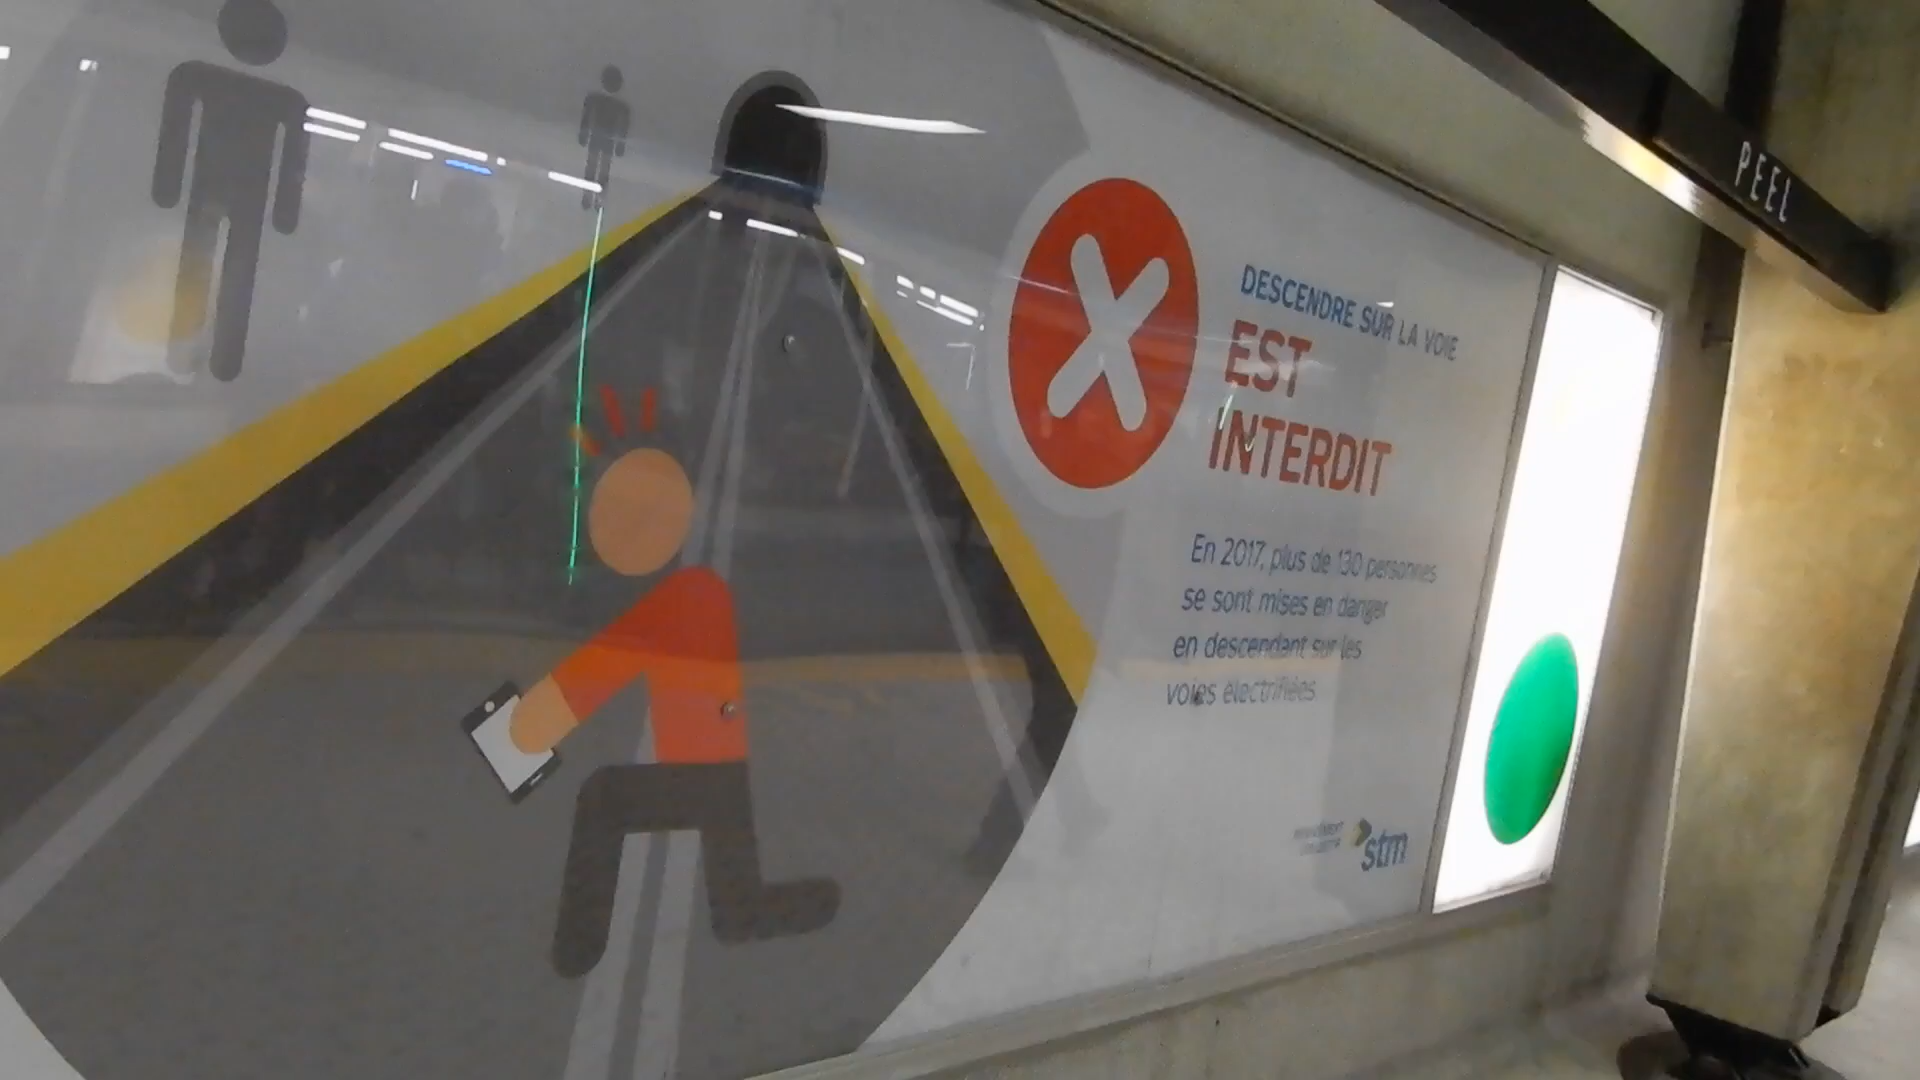 DESCENDRE SUR LA VOIE
EST
INTERDIT
En 2017, plus de 130 personnes
se sont mises en danger
en descendant sur les
voies électrifiées
stm
PEEL